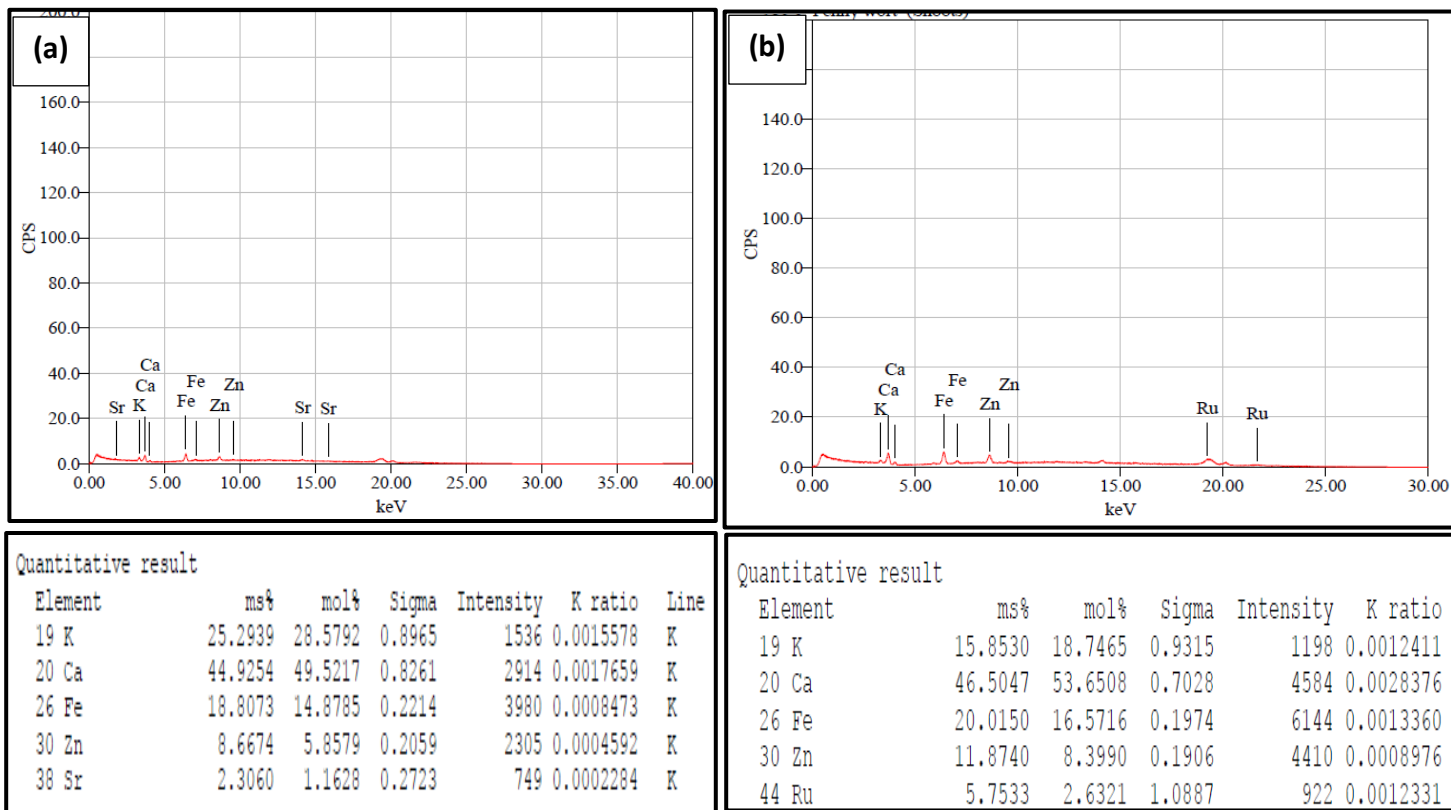 (a)
200.0
160.0
140.0
120.0
100.0
80.0
60.0
40.0
20.0
0.0
CPS
Ca
Ca
Fe
Zn
Sr K
Fe
Zn
Sr Sr
0.00 5.00 10.00 15.00 20.00 25.00 30.00 35.00 40.00
keV
(b)
(Shoots)
140.0
120.0
100.0
80.0
60.0
40.0
20.0
0.0
CPS
Ca
Ca
K
Fe
Fe
Zn
Zn
Ru Ru
0.00 5.00 10.00 15.00 20.00 25.00 30.00
keV
Quantitative result
Element ms% mol% Sigma Intensity K ratio Line
19 K 25.2939 28.5792 0.8965 1536 0.0015578 K
20 Ca 44.9254 49.5217 0.8261 2914 0.0017659 K
26 Fe 18.8073 14.8785 0.2214 3980 0.0008473 K
30 Zn 8.6674 5.8579 0.2059 2305 0.0004592 K
38 Sr 2.3060 1.1628 0.2723 749 0.0002284 K
Quantitative result
Element ms% mol% Sigma Intensity K ratio
19 K 15.8530 18.7465 0.9315 1198 0.0012411
20 Ca 46.5047 53.6508 0.7028 4584 0.0028376
26 Fe 20.0150 16.5716 0.1974 6144 0.0013360
30 Zn 11.8740 8.3990 0.1906 4410 0.0008976
44 Ru 5.7533 2.6321 1.0887 922 0.0012331